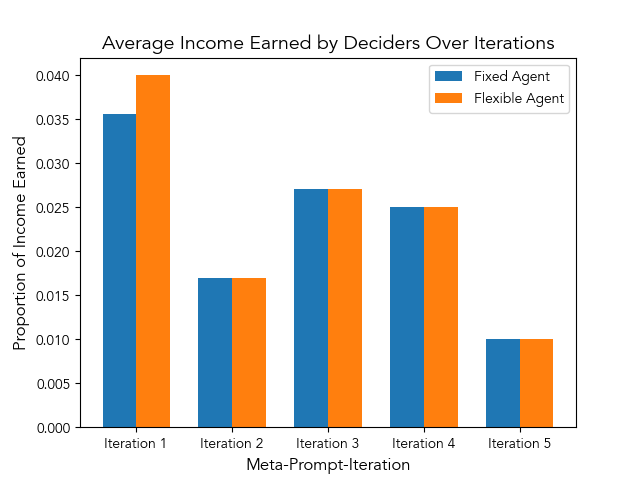 Average Income Earned by Deciders Over Iterations
Fixed Agent
Flexible Agent
Proportion of Income Earned
0.040
0.035
0.030
0.025
0.020
0.015
0.010
0.005
0.000
Iteration 1
Iteration 2
Iteration 3
Iteration 4
Iteration 5
Meta-Prompt-Iteration